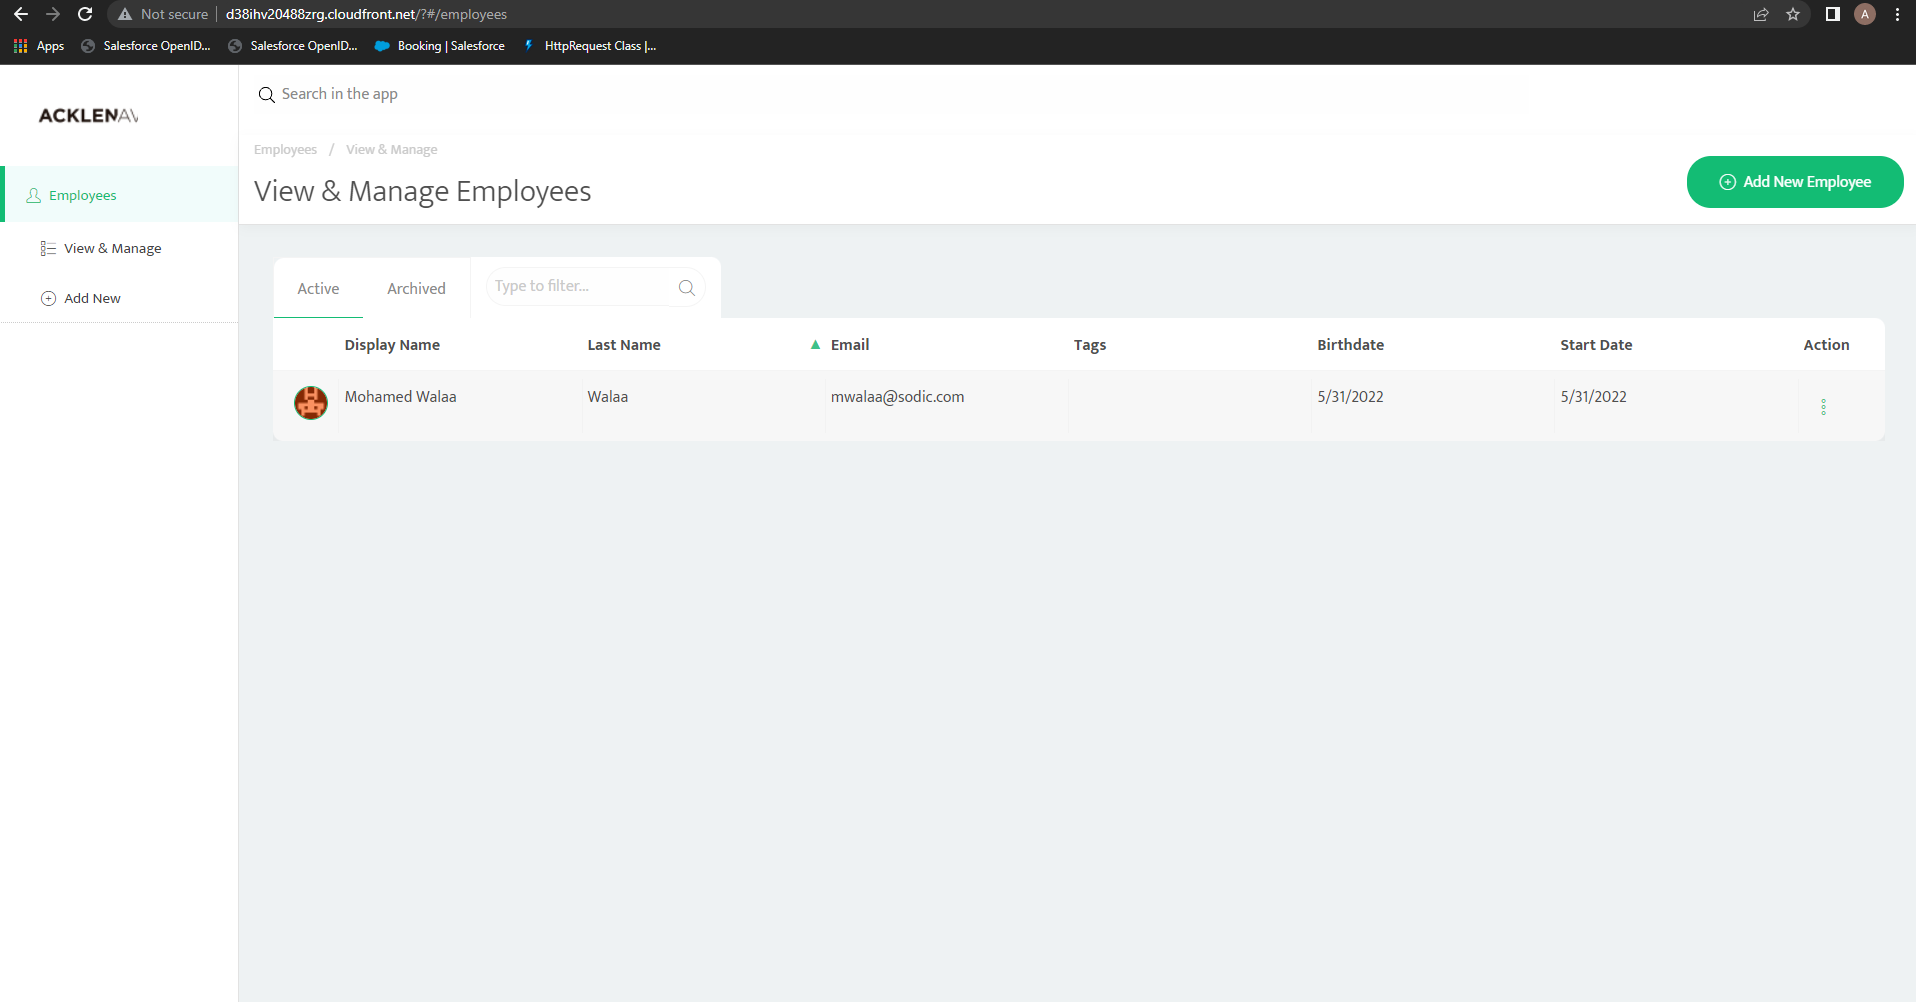 Not secure d38ihv20488zrg.cloudfront.net/?#/employees A
Apps Salesforce OpenID... Salesforce OpenID... Booking | Salesforce HttpRequest Class |...
ACKLENAV
Employees
View & Manage
Add New
Search in the app
Employees / View & Manage
View & Manage Employees
Add New Employee
Active Archived Type to filter...
Display Name Last Name ▲ Email Tags Birthdate Start Date Action
Mohamed Walaa Walaa mwalaa@sodic.com 5/31/2022 5/31/2022